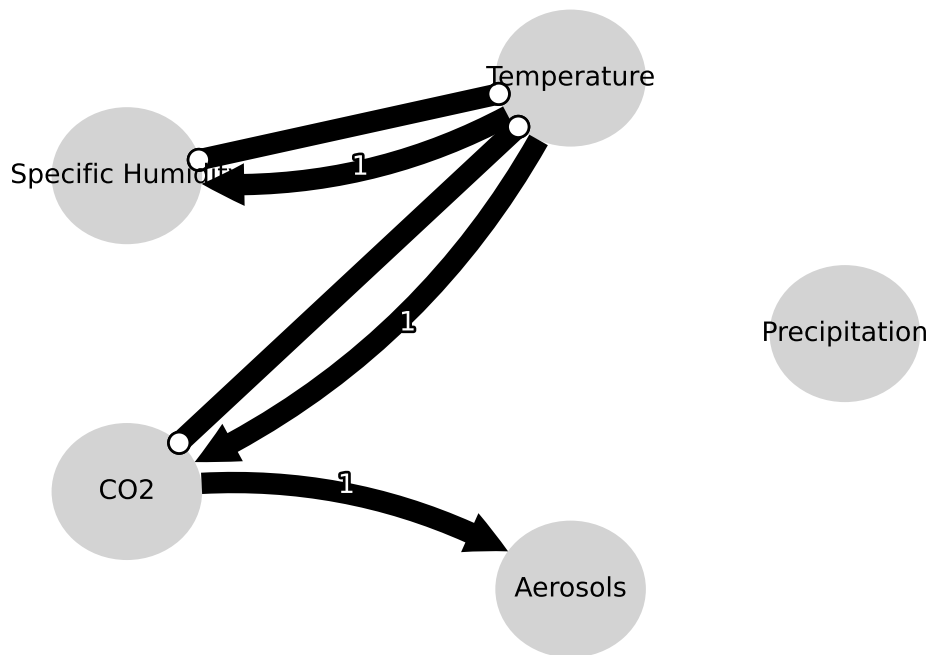 Temperature
Specific Humidity
1
1
Precipitation
1
CO2
Aerosols